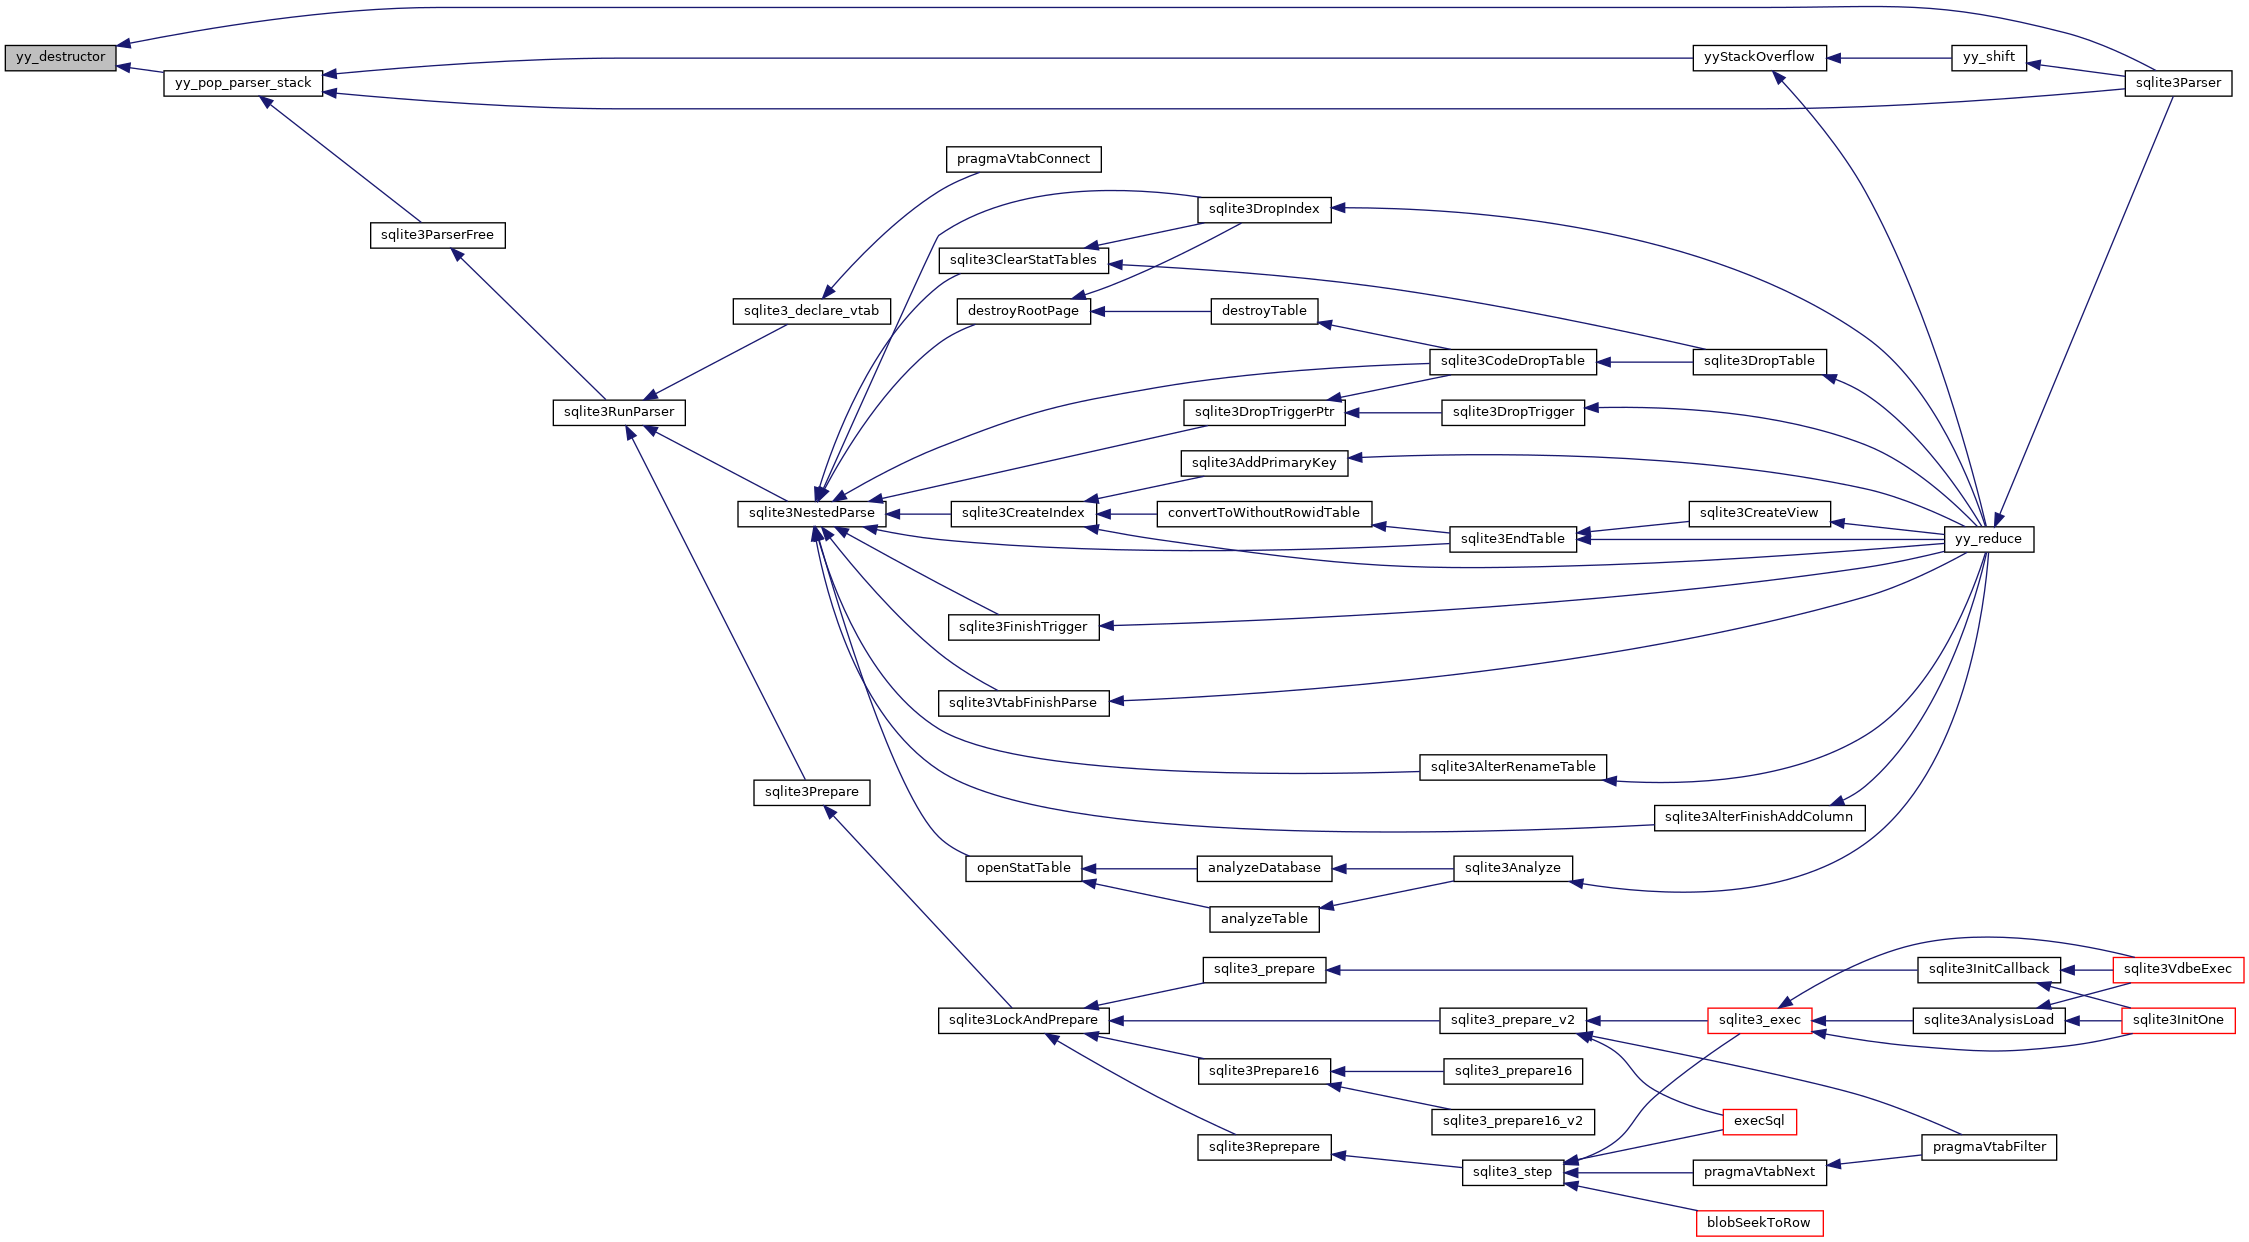 yy_destructor
yy_pop_parser_stack
yyStackOverflow
yy_shift
sqlite3Parser
pragmaVtabConnect
sqlite3DropIndex
sqlite3ParserFree
sqlite3ClearStatTables
sqlite3_declare_vtab
destroyRootPage
destroyTable
sqlite3CodeDropTable
sqlite3DropTable
sqlite3RunParser
sqlite3DropTriggerPtr
sqlite3DropTrigger
sqlite3AddPrimaryKey
sqlite3NestedParse
sqlite3CreateIndex
convertToWithoutRowidTable
sqlite3CreateView
sqlite3EndTable
yy_reduce
sqlite3FinishTrigger
sqlite3VtabFinishParse
sqlite3AlterRenameTable
sqlite3Prepare
sqlite3AlterFinishAddColumn
openStatTable
analyzeDatabase
sqlite3Analyze
analyzeTable
sqlite3_prepare
sqlite3InitCallback
sqlite3VdbeExec
sqlite3LockAndPrepare
sqlite3_prepare_v2
sqlite3_exec
sqlite3AnalysisLoad
sqlite3InitOne
sqlite3Prepare16
sqlite3_prepare16
sqlite3_prepare16_v2
execSql
sqlite3Reprepare
pragmaVtabFilter
sqlite3_step
pragmaVtabNext
blobSeekToRow